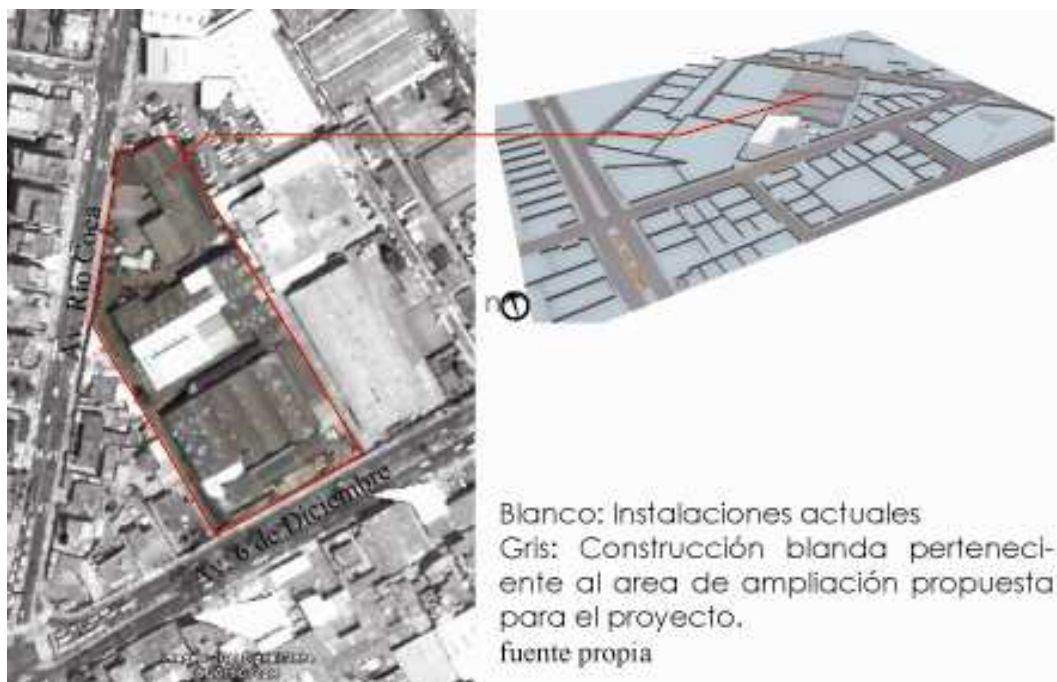 Av. Río Coca
Av. 6 de Diciembre
n
Blanco: Instalaciones actuales
Gris: Construcción blanda perteneci-
ente al area de ampliación propuesta
para el proyecto.
fuente propia